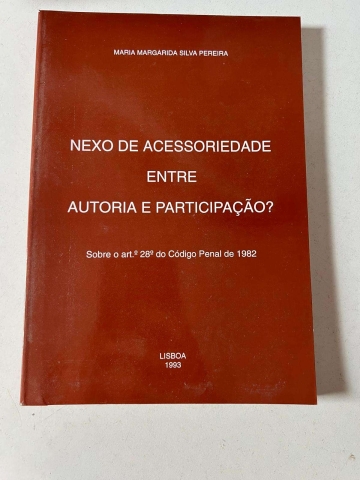 MARIA MARGARIDA SILVA PEREIRA
NEXO DE ACESSORIEDADE
ENTRE
AUTORIA E PARTICIPAÇÃO?
Sobre o art.º 28º do Código Penal de 1982
LISBOA
1993